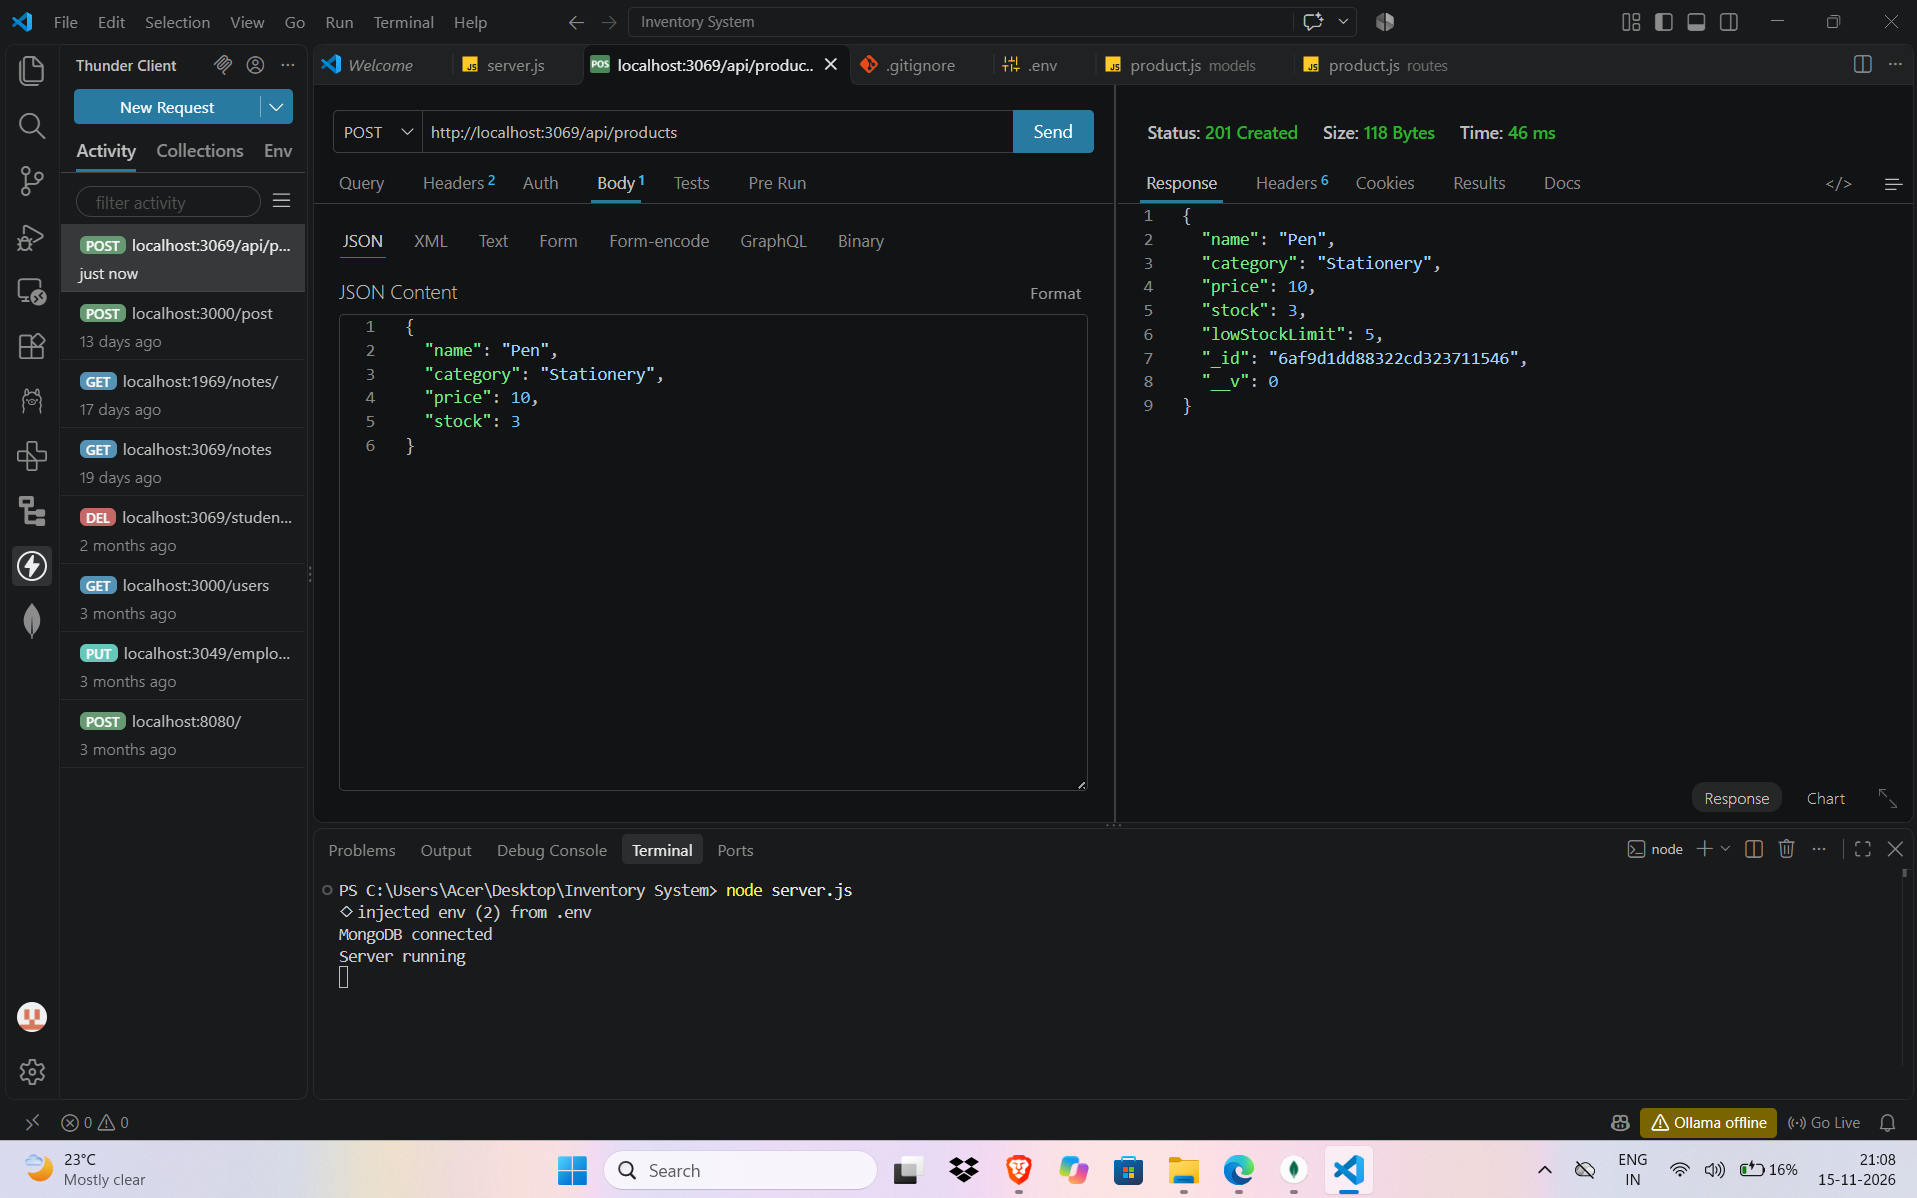 File Edit Selection View Go Run Terminal Help
Inventory System
Thunder Client
New Request
Activity Collections Env
filter activity
POST localhost:3069/api/p...
just now
POST localhost:3000/post
13 days ago
GET localhost:1969/notes/
17 days ago
GET localhost:3069/notes
19 days ago
DEL localhost:3069/studen...
2 months ago
GET localhost:3000/users
3 months ago
PUT localhost:3049/emplo...
3 months ago
POST localhost:8080/
3 months ago
Welcome
JS server.js
POS localhost:3069/api/produc..
.gitignore
.env
JS product.js models
JS product.js routes
POST http://localhost:3069/api/products Send
Query Headers 2 Auth Body 1 Tests Pre Run
JSON XML Text Form Form-encode GraphQL Binary
JSON Content Format
1 {
2 "name": "Pen",
3 "category": "Stationery",
4 "price": 10,
5 "stock": 3
6 }
Status: 201 Created Size: 118 Bytes Time: 46 ms
Response Headers 6 Cookies Results Docs
</>
1 {
2 "name": "Pen",
3 "category": "Stationery",
4 "price": 10,
5 "stock": 3,
6 "lowStockLimit": 5,
7 "_id": "6af9d1dd88322cd323711546",
8 "__v": 0
9 }
Response Chart
Problems Output Debug Console Terminal Ports
node
PS C:\Users\Acer\Desktop\Inventory System> node server.js
◇ injected env (2) from .env
MongoDB connected
Server running
0 0
Ollama offline
Go Live
23°C
Mostly clear
Search
ENG
IN
16%
21:08
15-11-2026